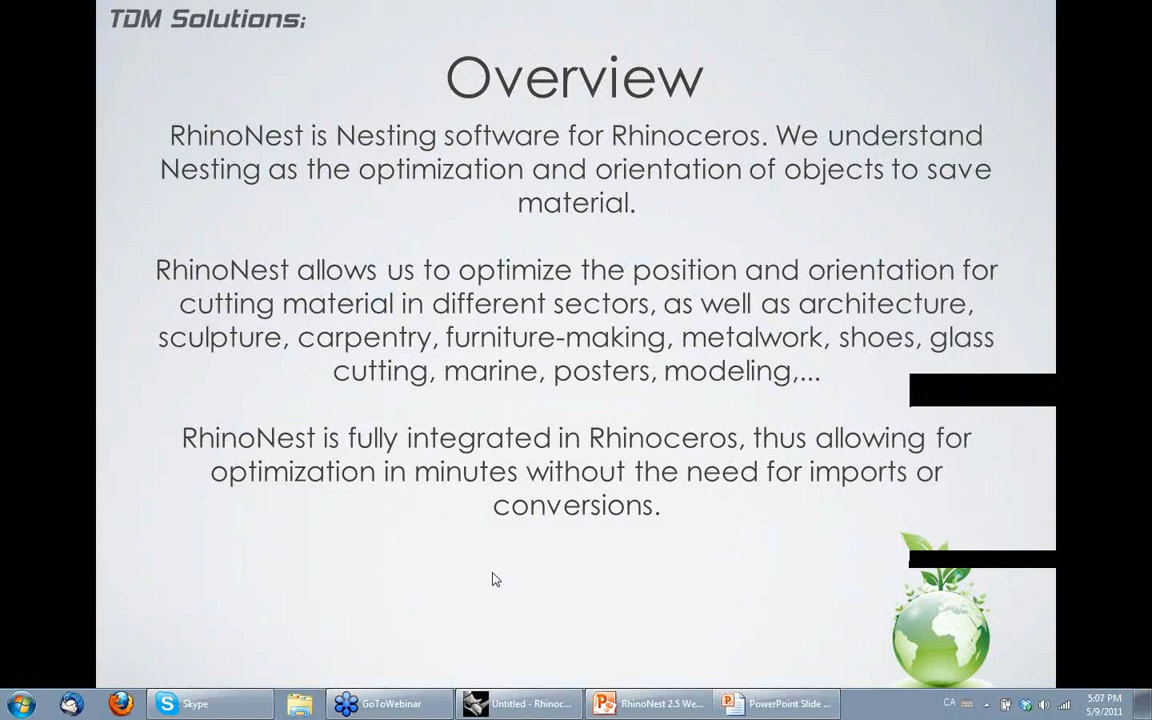 TDM Solutions;
Overview
RhinoNest is Nesting software for Rhinoceros. We understand
Nesting as the optimization and orientation of objects to save
material.
RhinoNest allows us to optimize the position and orientation for
cutting material in different sectors, as well as architecture,
sculpture, carpentry, furniture-making, metalwork, shoes, glass
cutting, marine, posters, modeling,...
RhinoNest is fully integrated in Rhinoceros, thus allowing for
optimization in minutes without the need for imports or
conversions.
Skype
GoToWebinar
Untitled - Rhinoc...
RhinoNest 2.5 We...
PowerPoint Slide ...
CA
5:07 PM
5/9/2011